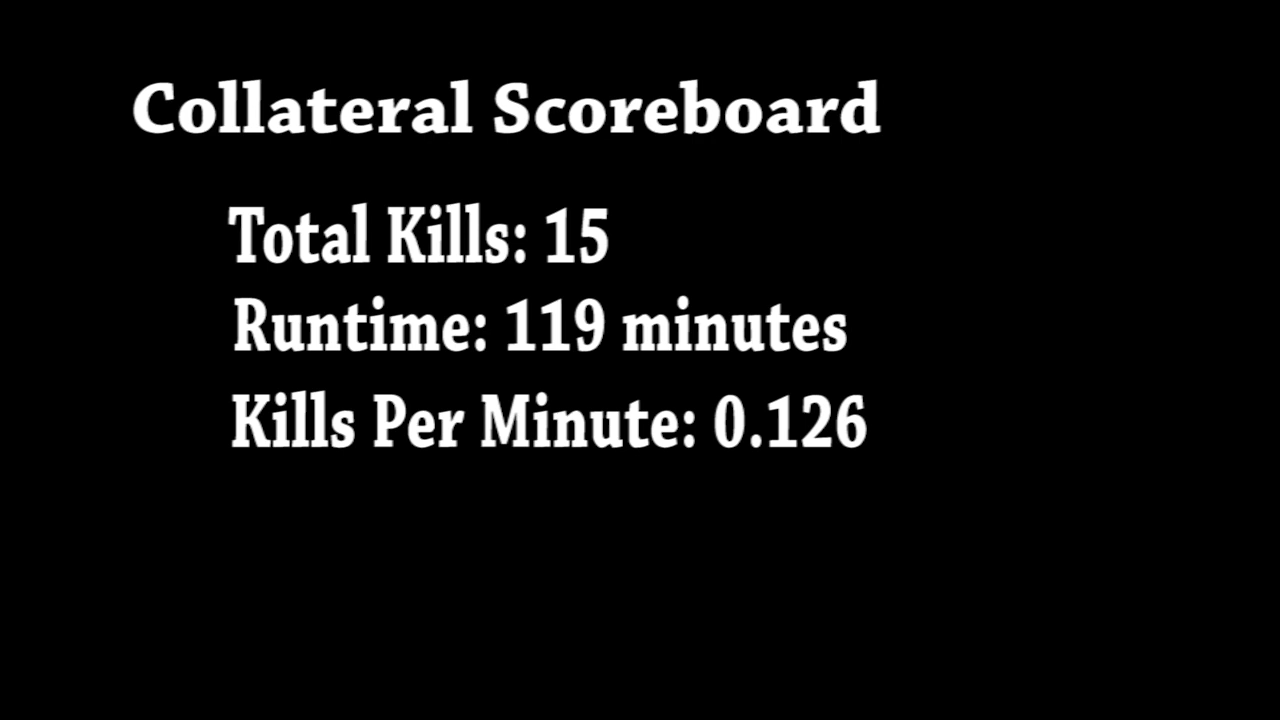 Collateral Scoreboard
Total Kills: 15
Runtime: 119 minutes
Kills Per Minute: 0.126